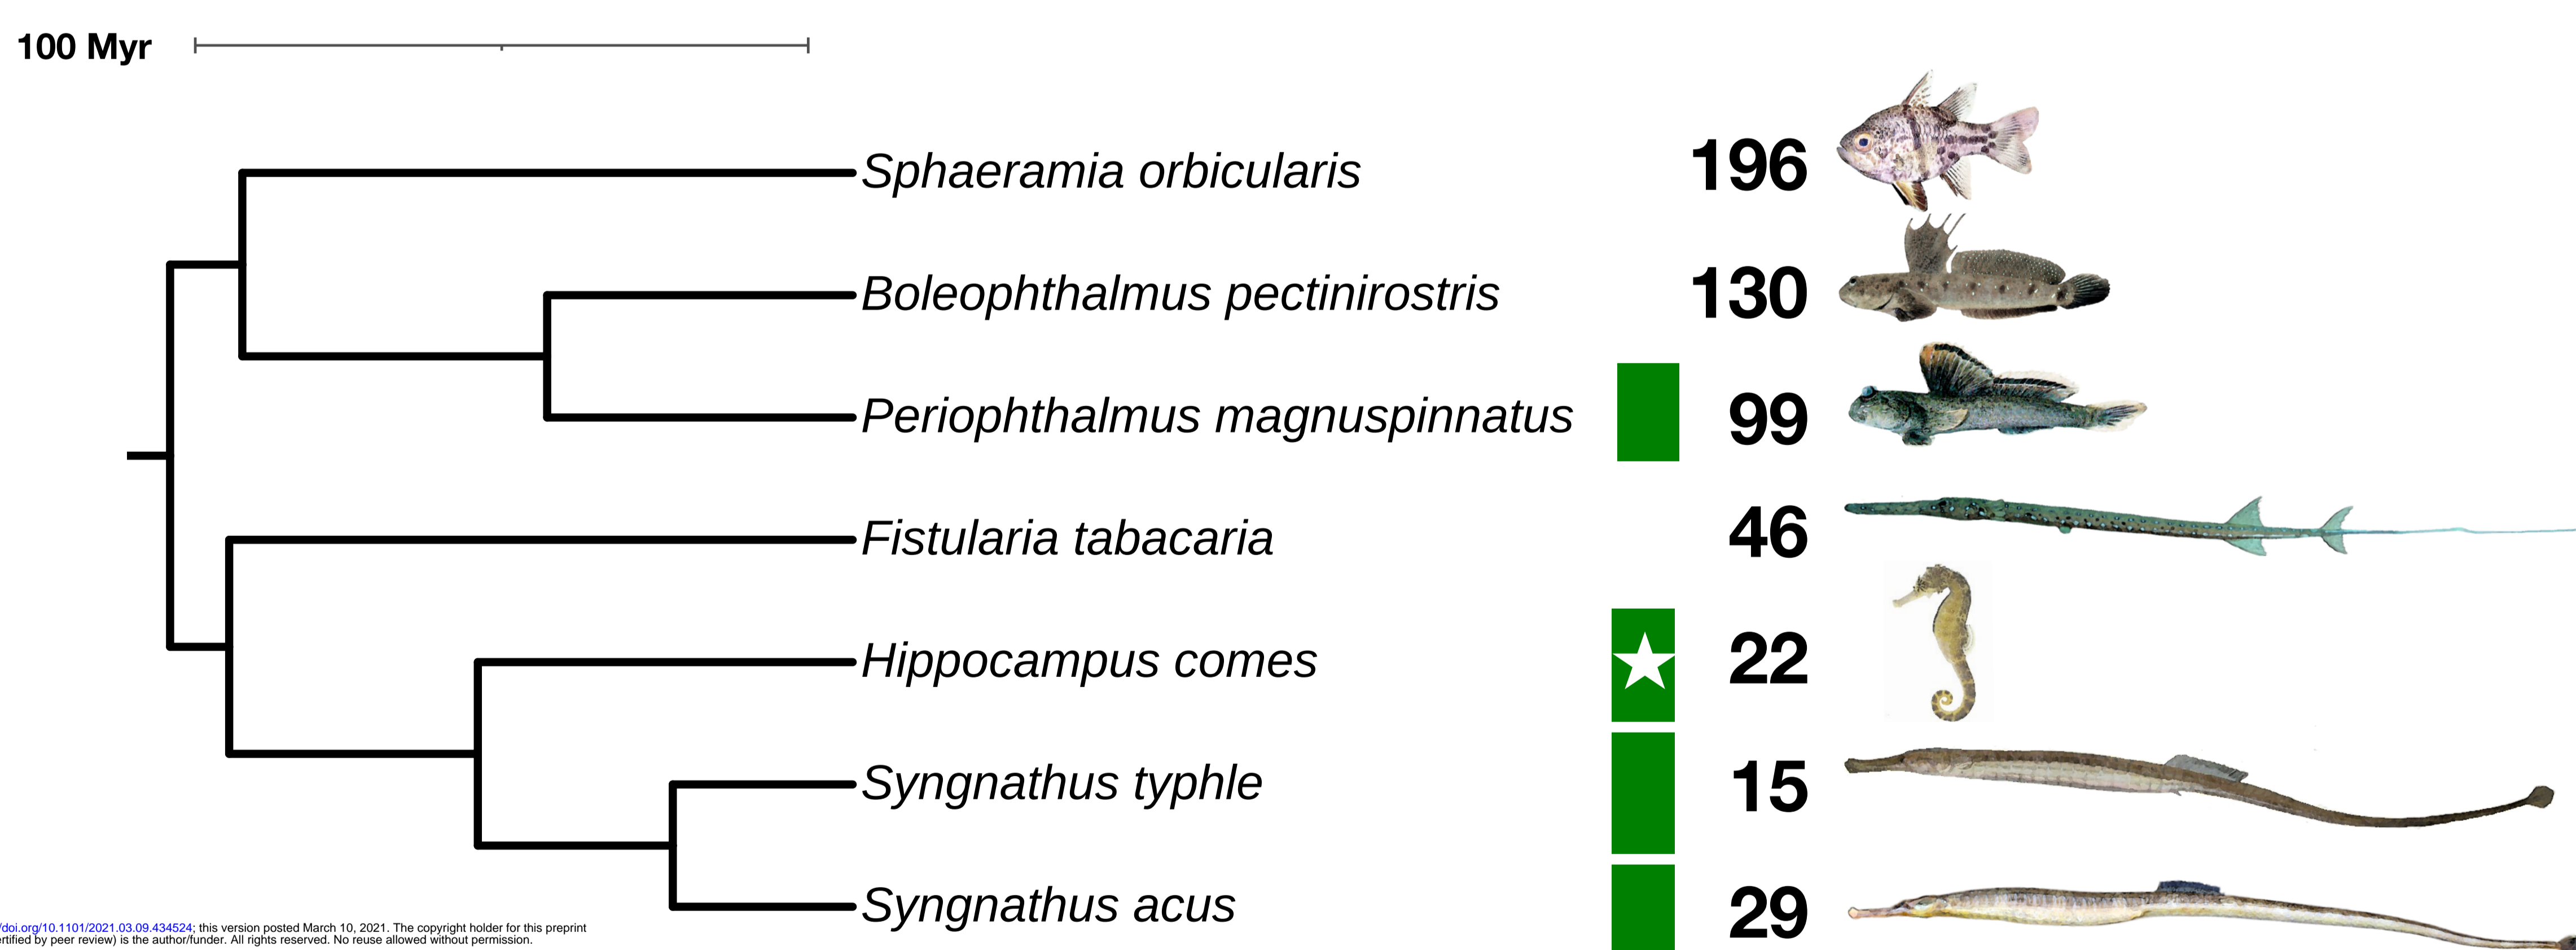 100 Myr
Sphaeramia orbicularis 196
Boleophthalmus pectinirostris 130
Periophthalmus magnuspinnatus 99
Fistularia tabacaria 46
Hippocampus comes 22
Syngnathus typhle 15
Syngnathus acus 29
/doi.org/10.1101/2021.03.09.434524; this version posted March 10, 2021. The copyright holder for this preprint
ertified by peer review) is the author/funder. All rights reserved. No reuse allowed without permission.